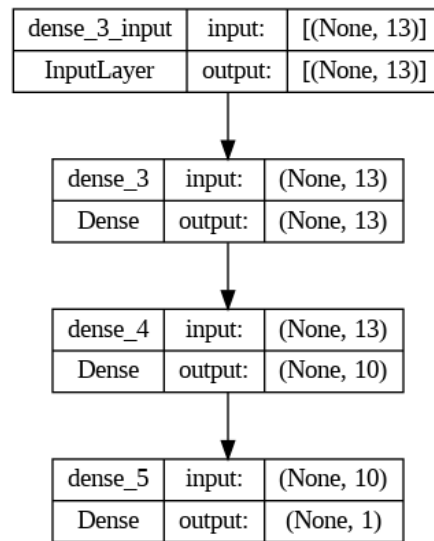 dense_3_input input: [(None, 13)]
InputLayer output: [(None, 13)]
dense_3 input: (None, 13)
Dense output: (None, 13)
dense_4 input: (None, 13)
Dense output: (None, 10)
dense_5 input: (None, 10)
Dense output: (None, 1)